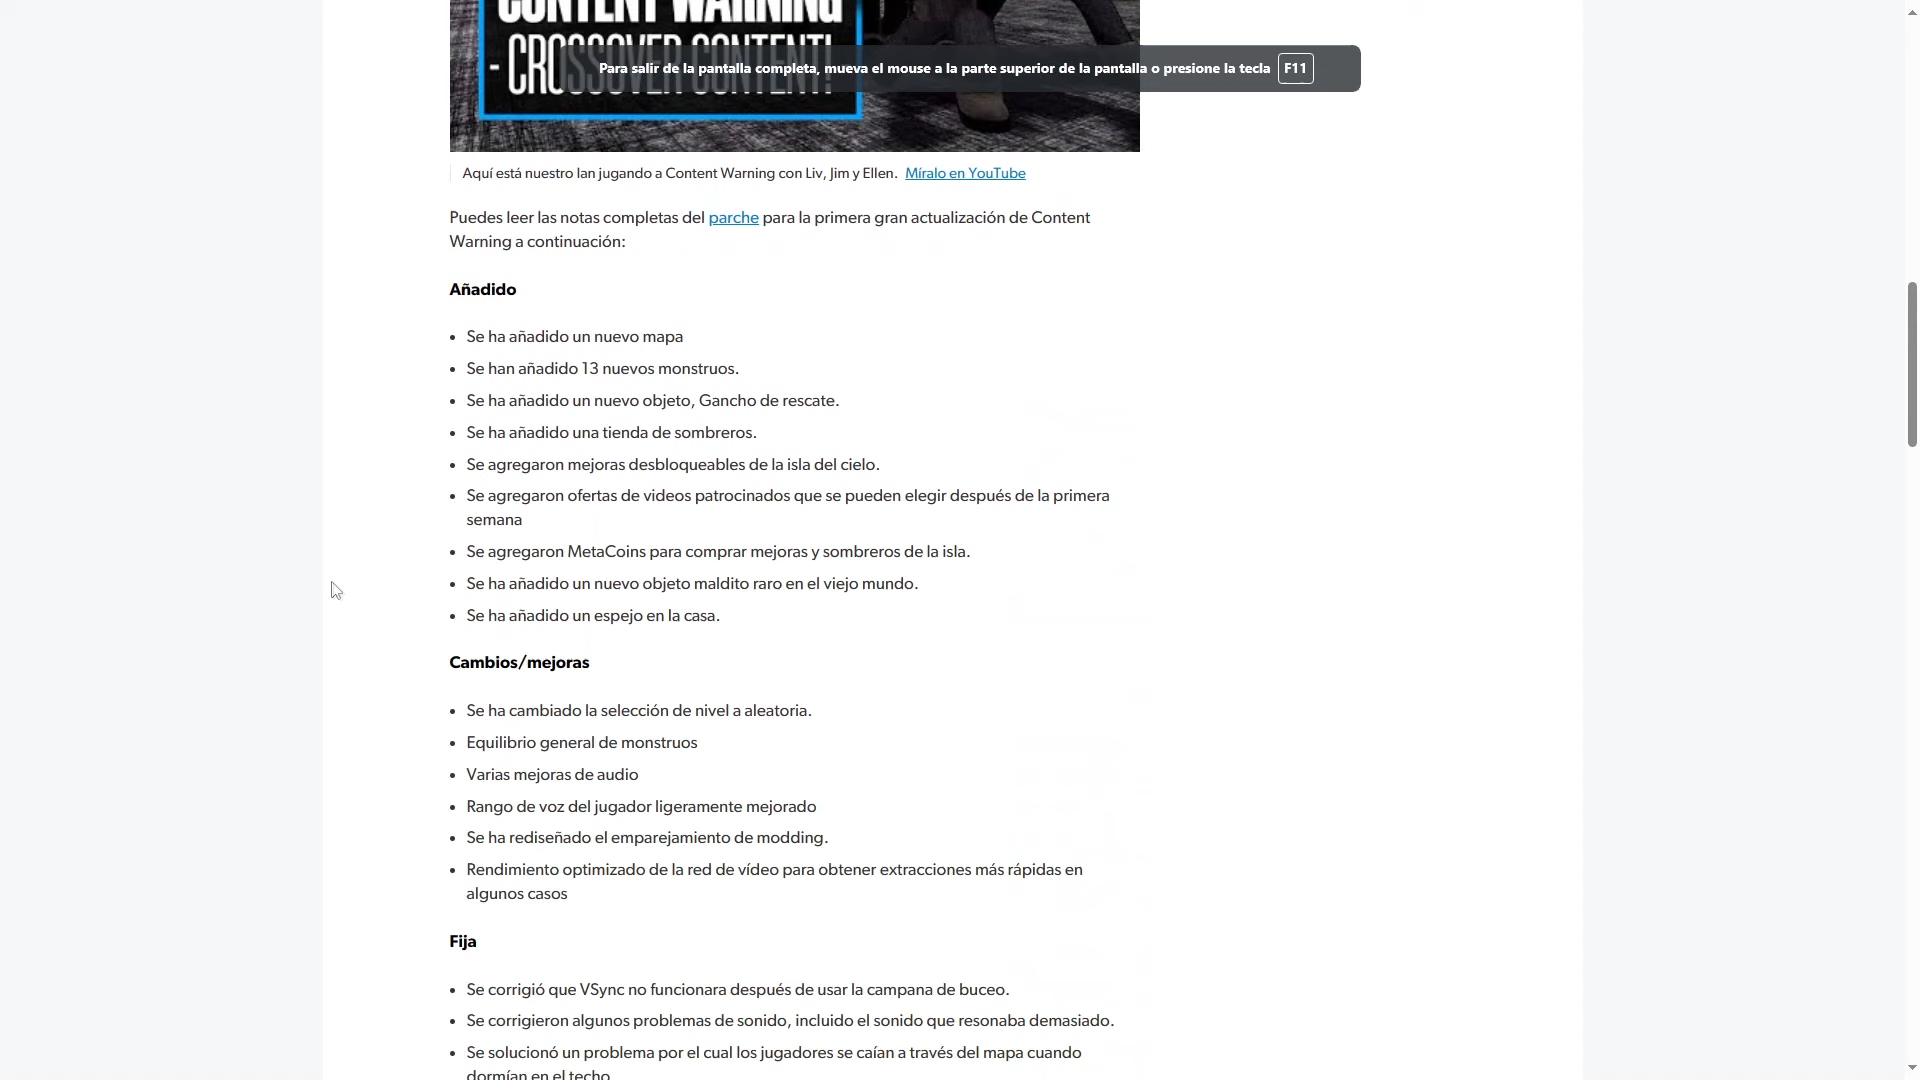 CONTENT WARNING
- CROSSOVER CONTENT!
Para salir de la pantalla completa, mueva el mouse a la parte superior de la pantalla o presione la tecla F11
Aquí está nuestro Ian jugando a Content Warning con Liv, Jim y Ellen. Míralo en YouTube
Puedes leer las notas completas del parche para la primera gran actualización de Content
Warning a continuación:
Añadido
• Se ha añadido un nuevo mapa
• Se han añadido 13 nuevos monstruos.
• Se ha añadido un nuevo objeto, Gancho de rescate.
• Se ha añadido una tienda de sombreros.
• Se agregaron mejoras desbloqueables de la isla del cielo.
• Se agregaron ofertas de videos patrocinados que se pueden elegir después de la primera
semana
• Se agregaron MetaCoins para comprar mejoras y sombreros de la isla.
• Se ha añadido un nuevo objeto maldito raro en el viejo mundo.
• Se ha añadido un espejo en la casa.
Cambios/mejoras
• Se ha cambiado la selección de nivel a aleatoria.
• Equilibrio general de monstruos
• Varias mejoras de audio
• Rango de voz del jugador ligeramente mejorado
• Se ha rediseñado el emparejamiento de modding.
• Rendimiento optimizado de la red de vídeo para obtener extracciones más rápidas en
algunos casos
Fija
• Se corrigió que VSync no funcionara después de usar la campana de buceo.
• Se corrigieron algunos problemas de sonido, incluido el sonido que resonaba demasiado.
• Se solucionó un problema por el cual los jugadores se caían a través del mapa cuando
dormían en el techo